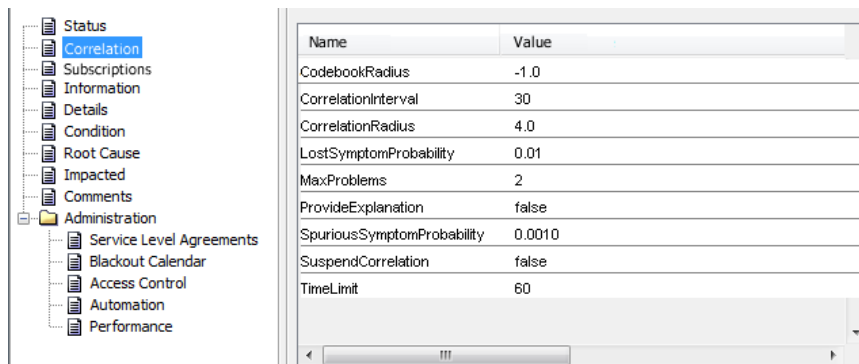 Status
Correlation
Subscriptions
Information
Details
Condition
Root Cause
Impacted
Comments
Administration
Service Level Agreements
Blackout Calendar
Access Control
Automation
Performance
Name Value
CodebookRadius -1.0
CorrelationInterval 30
CorrelationRadius 4.0
LostSymptomProbability 0.01
MaxProblems 2
ProvideExplanation false
SpuriousSymptomProbability 0.0010
SuspendCorrelation false
TimeLimit 60